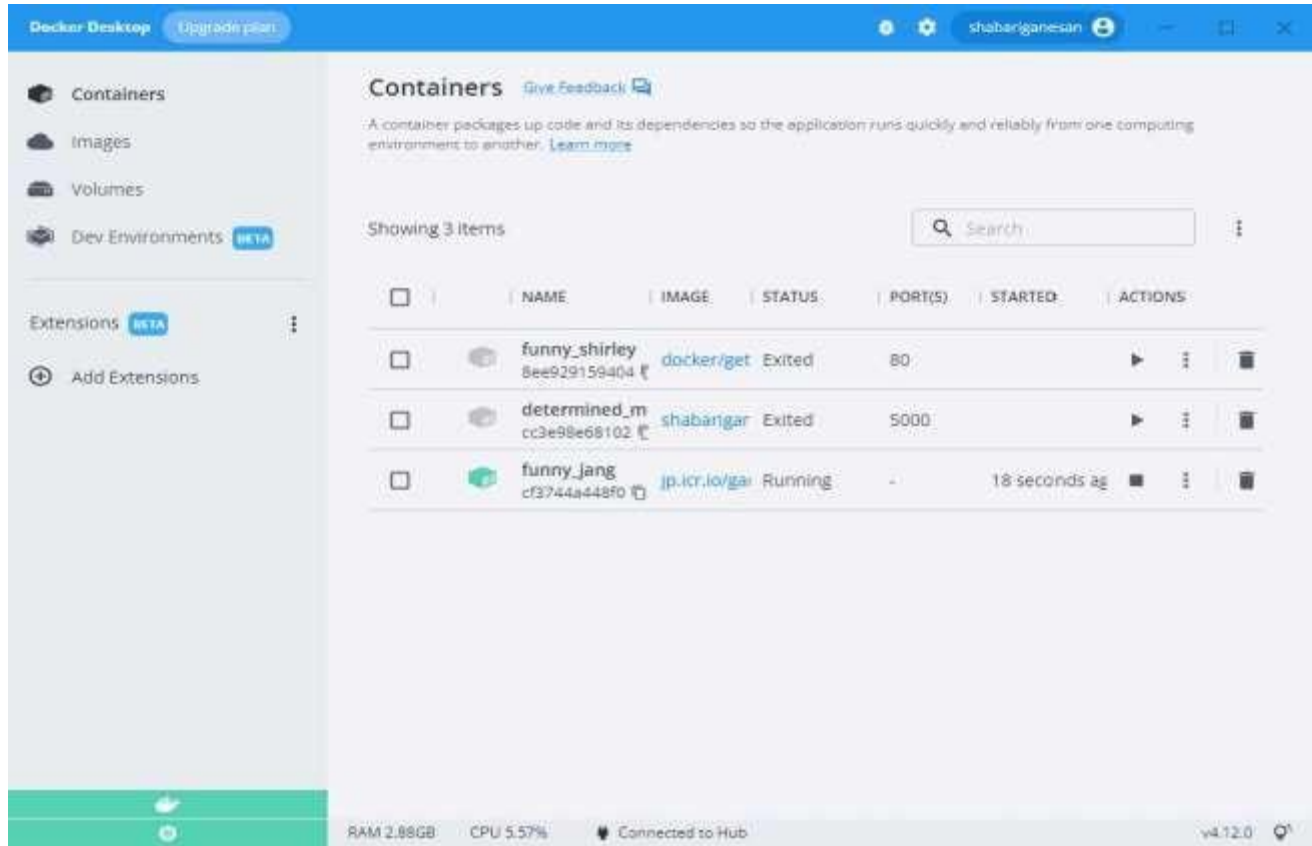 Docker Desktop Upgrade plan shabariganesan
Containers
Images
Volumes
Dev Environments BETA
Extensions BETA
Add Extensions
Containers Give Feedback
A container packages up code and its dependencies so the application runs quickly and reliably from one computing
environment to another. Learn more
Showing 3 items Search
NAME IMAGE STATUS PORT(S) STARTED ACTIONS
funny_shirley docker/get Exited 80
8ee929159404
determined_m shabarigar Exited 5000
cc3e98e68102
funny_jang jp.icr.io/gar Running - 18 seconds ag
cf3744a448f0
RAM 2.88GB CPU 5.57% Connected to Hub v4.12.0